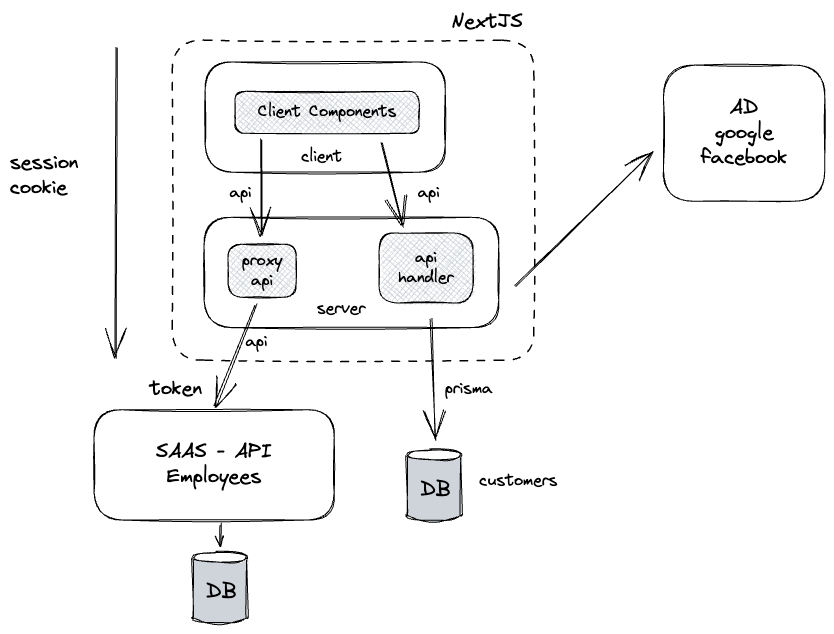 NextJS
Client Components
client
session
cookie
api
api
AD
google
facebook
proxy
api
api
handler
server
api
token
prisma
SAAS - API
Employees
DB
customers
DB